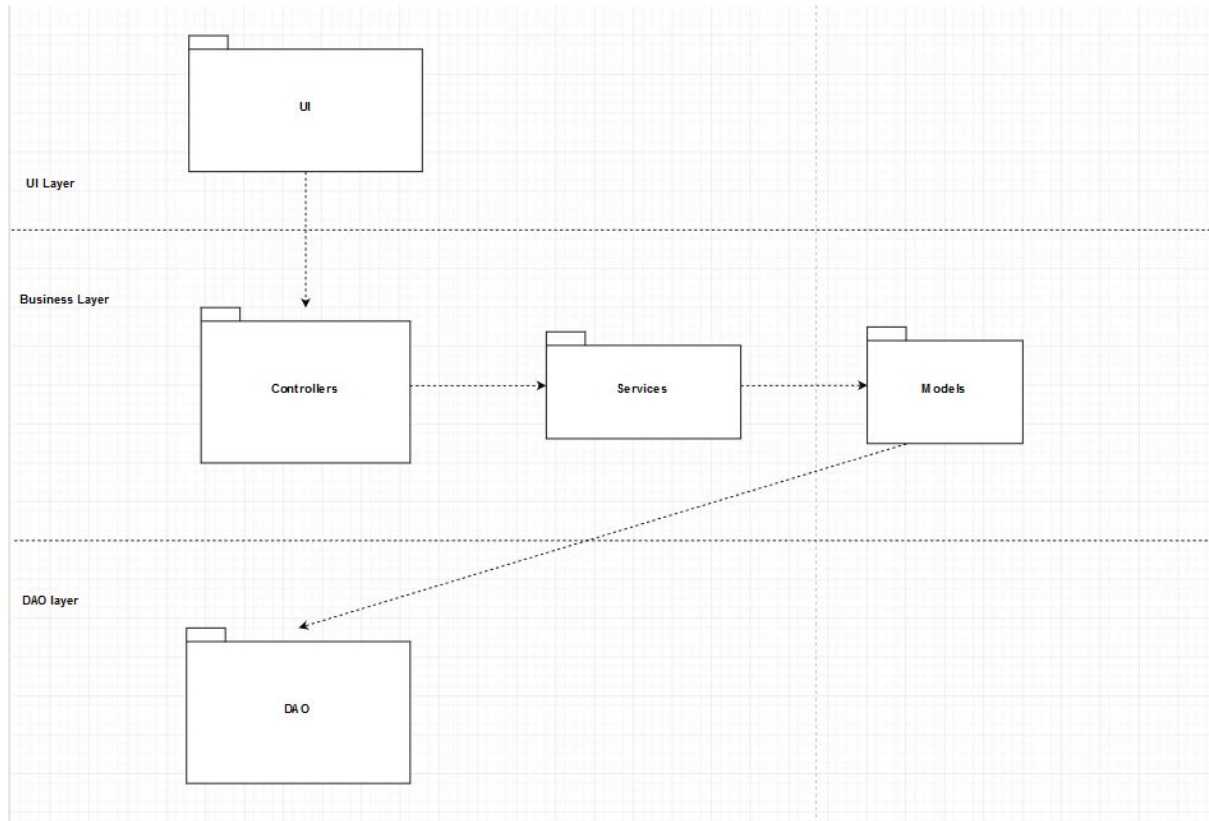 UI
UI Layer
Business Layer
Controllers
Services
Models
DAO layer
DAO